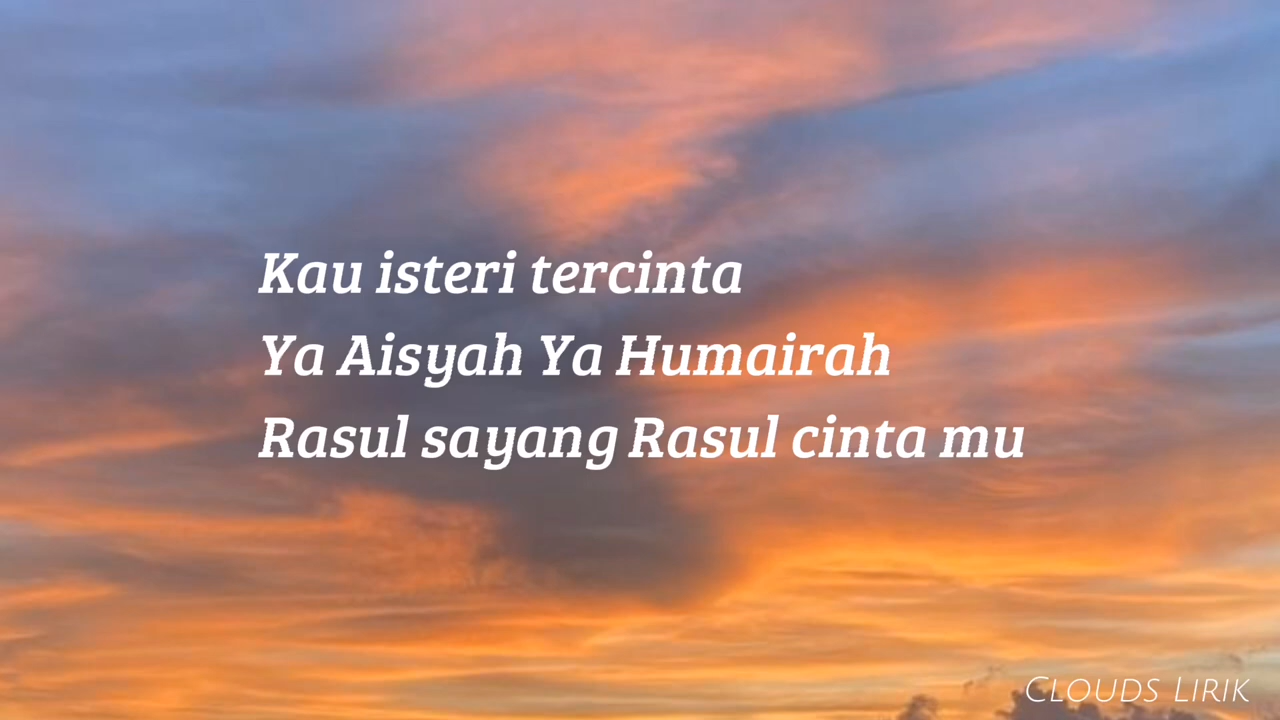 Kau isteri tercinta
Ya Aisyah Ya Humairah
Rasul sayang Rasul cinta mu
Clouds Lirik